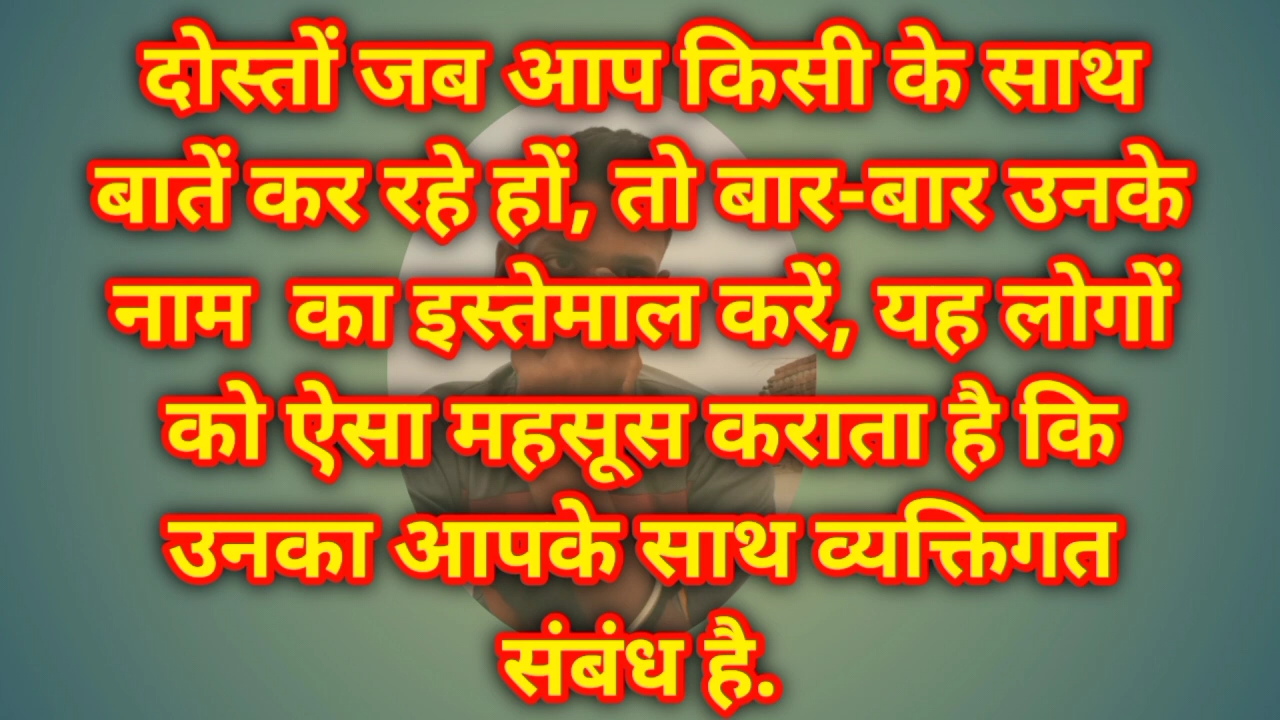 दोस्तों जब आप किसी के साथ
बातें कर रहे हों, तो बार-बार उनके
नाम का इस्तेमाल करें, यह लोगों
को ऐसा महसूस कराता है कि
उनका आपके साथ व्यक्तिगत
संबंध है.